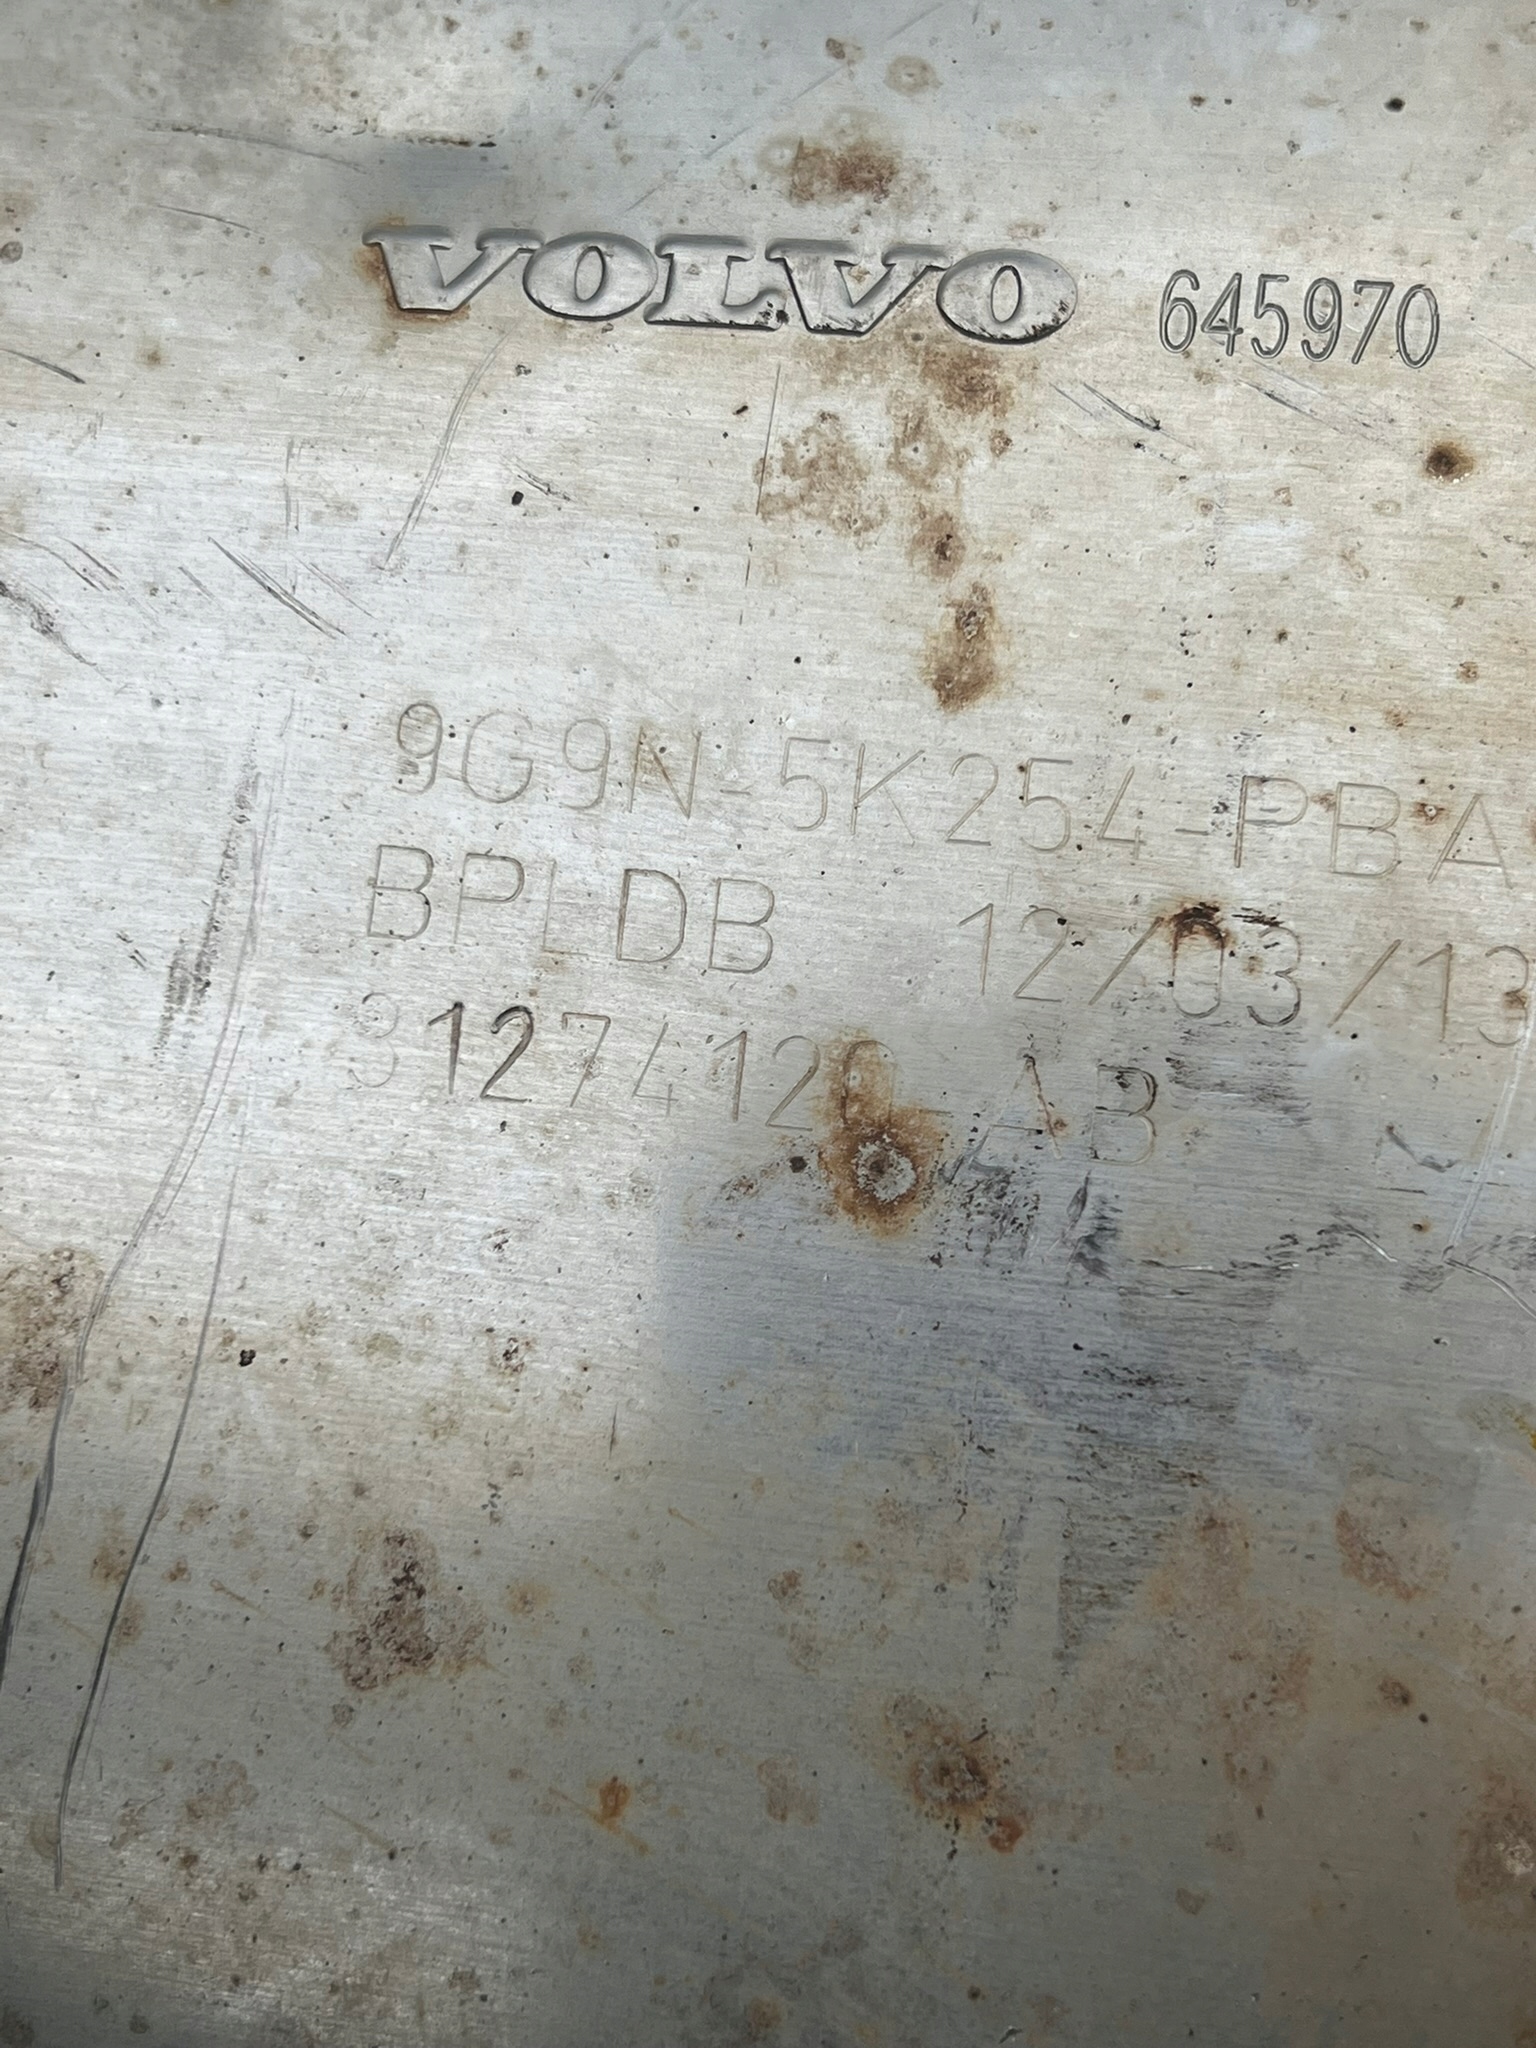 VOLVO 645970
9G9N-5K254-PBA
BPLDB 12/03/13
31274120 AB